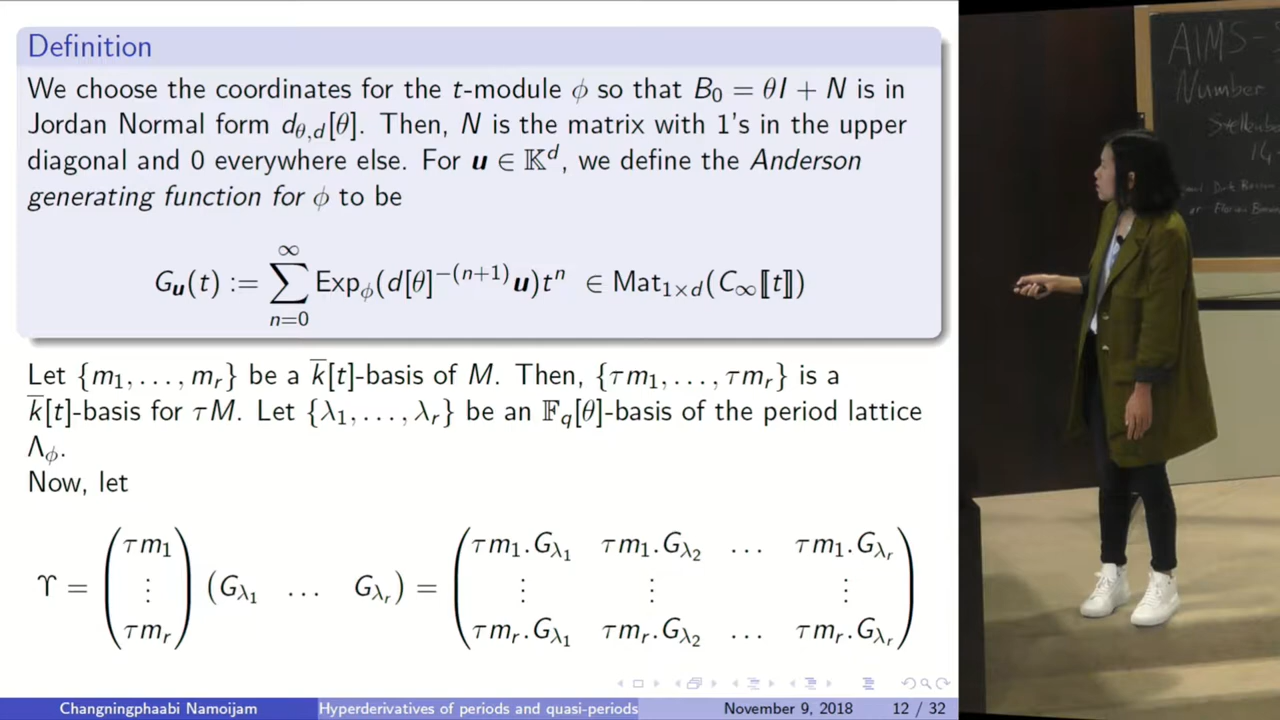 Definition
We choose the coordinates for the t-module ϕ so that B₀ = θI + N is in
Jordan Normal form d_{θ,d}[θ]. Then, N is the matrix with 1's in the upper
diagonal and 0 everywhere else. For u ∈ 𝕂^d, we define the Anderson
generating function for ϕ to be
G_u(t) := ∑_{n=0}^{∞} Exp_ϕ(d[θ]^{−(n+1)}u)t^n ∈ Mat_{1×d}(C_∞⟦t⟧)
Let {m₁, …, m_r} be a k̅[t]-basis of M. Then, {τm₁, …, τm_r} is a
k̅[t]-basis for τM. Let {λ₁, …, λ_r} be an 𝔽_q[θ]-basis of the period lattice
Λ_ϕ.
Now, let
ϒ = (τm₁ ⋮ τm_r) (G_{λ₁} … G_{λ_r}) = (τm₁.G_{λ₁} τm₁.G_{λ₂} … τm₁.G_{λ_r} ⋮ ⋮ ⋮ τm_r.G_{λ₁} τm_r.G_{λ₂} … τm_r.G_{λ_r})
Changningphaabi Namoijam Hyperderivatives of periods and quasi-periods November 9, 2018 12 / 32
AIMS-
Number